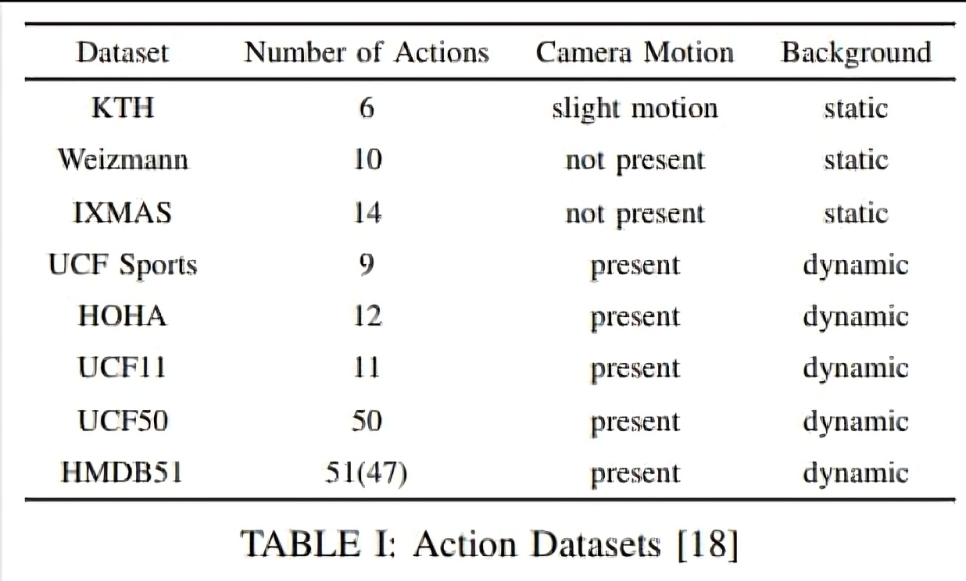 Dataset Number of Actions Camera Motion Background
KTH 6 slight motion static
Weizmann 10 not present static
IXMAS 14 not present static
UCF Sports 9 present dynamic
HOHA 12 present dynamic
UCF11 11 present dynamic
UCF50 50 present dynamic
HMDB51 51(47) present dynamic
TABLE I: Action Datasets [18]